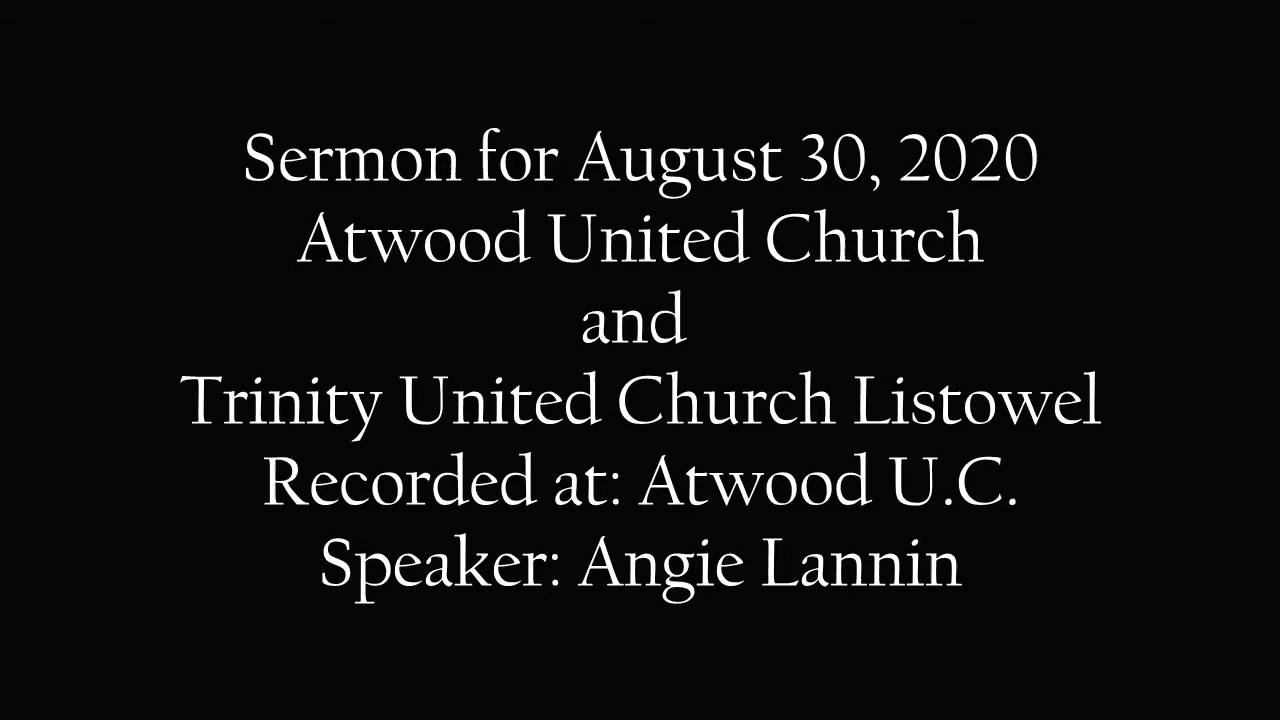 Sermon for August 30, 2020
Atwood United Church
and
Trinity United Church Listowel
Recorded at: Atwood U.C.
Speaker: Angie Lannin